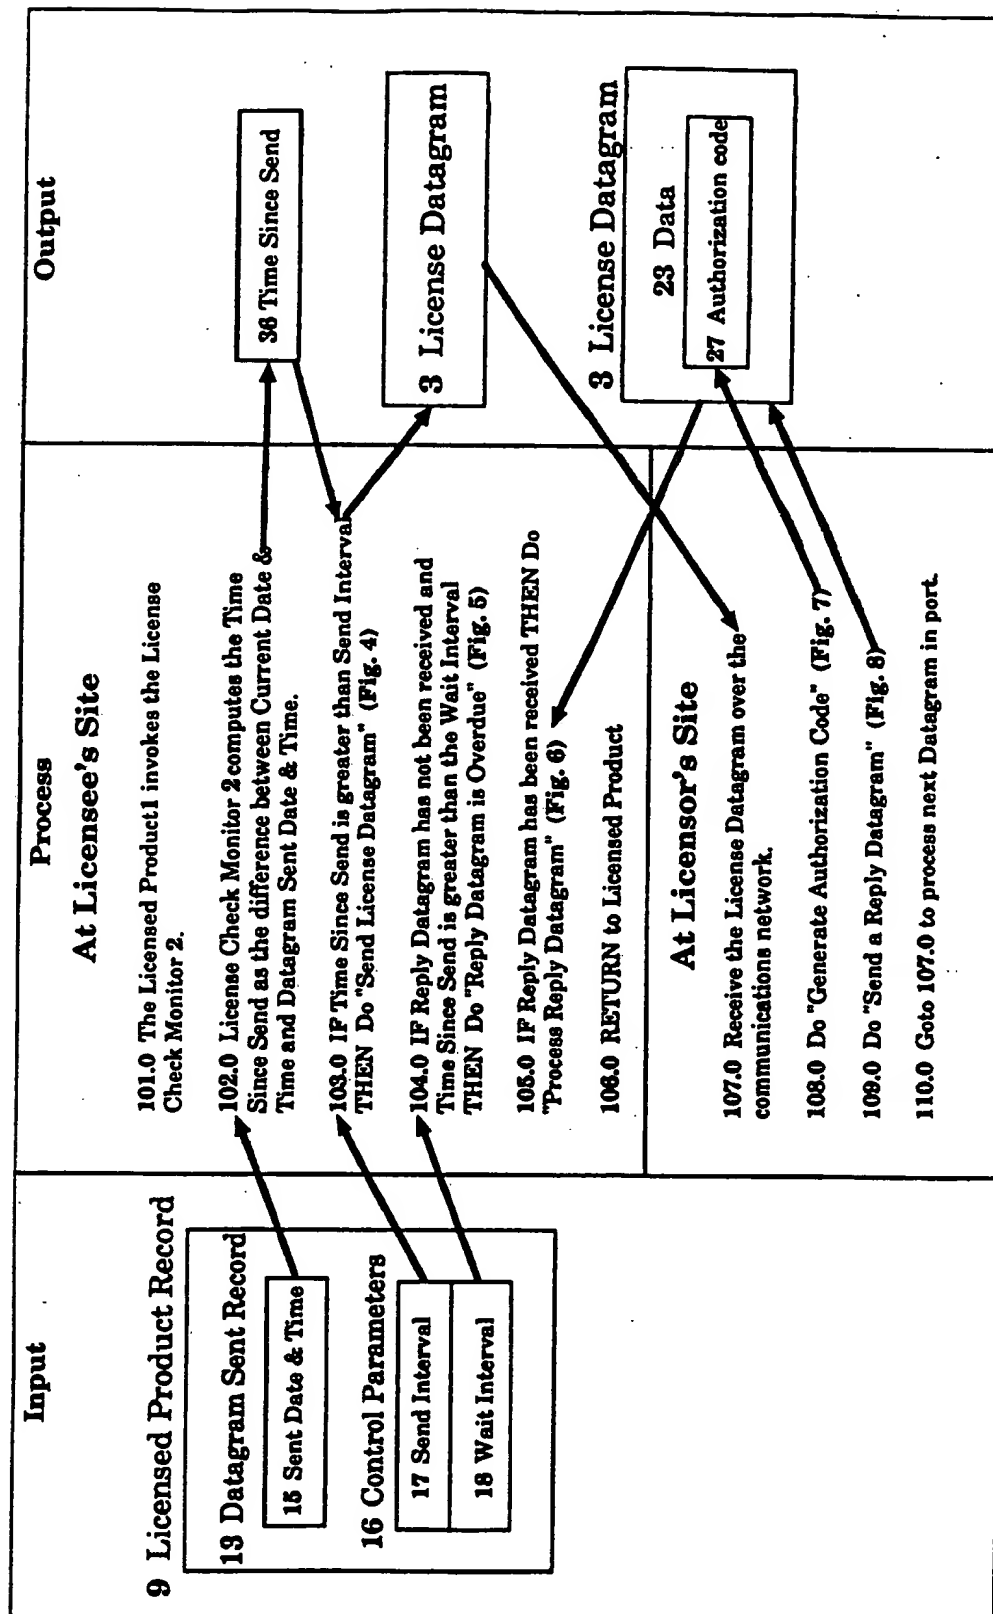 Input
9 Licensed Product Record
13 Datagram Sent Record
15 Sent Date & Time
16 Control Parameters
17 Send Interval
18 Wait Interval
Process
At Licensee's Site
101.0 The Licensed Product1 invokes the License
Check Monitor 2.
102.0 License Check Monitor 2 computes the Time
Since Send as the difference between Current Date &
Time and Datagram Sent Date & Time.
103.0 IF Time Since Send is greater than Send Interval
THEN Do "Send License Datagram" (Fig. 4)
104.0 IF Reply Datagram has not been received and
Time Since Send is greater than the Wait Interval
THEN Do "Reply Datagram is Overdue" (Fig. 5)
105.0 IF Reply Datagram has been received THEN Do
"Process Reply Datagram" (Fig. 6)
106.0 RETURN to Licensed Product
At Licensor's Site
107.0 Receive the License Datagram over the
communications network.
108.0 Do "Generate Authorization Code" (Fig. 7)
109.0 Do "Send a Reply Datagram" (Fig. 8)
110.0 Goto 107.0 to process next Datagram in port.
Output
36 Time Since Send
3 License Datagram
3 License Datagram
23 Data
27 Authorization code